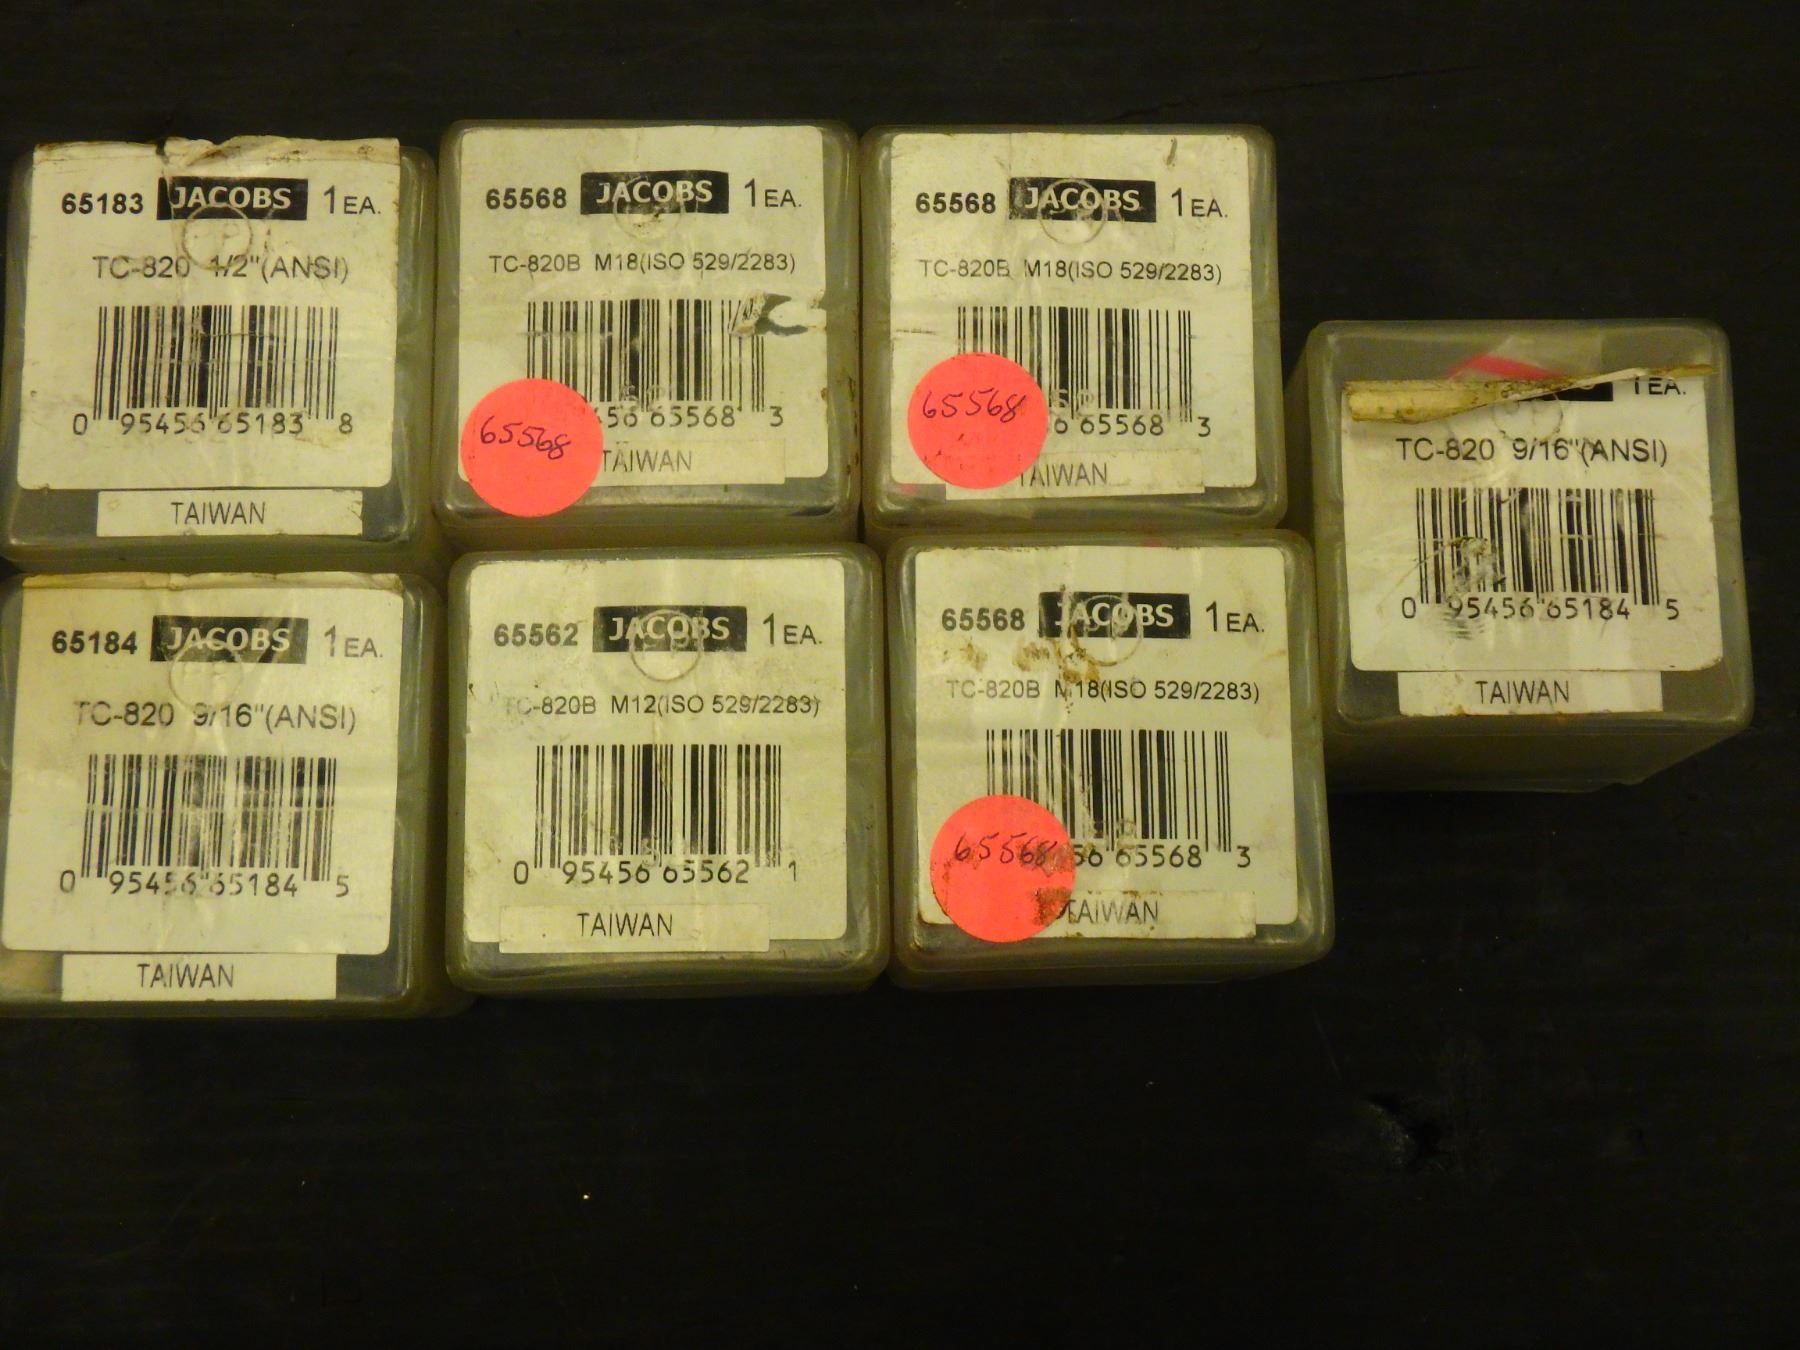 65183 JACOBS 1 EA.
TC-820 1/2"(ANSI)
0 95456 65183 8
TAIWAN
65568 JACOBS 1 EA.
TC-820B M18(ISO 529/2283)
456 65568 3
65568
TAIWAN
65568 JACOBS 1 EA.
TC-820B M18(ISO 529/2283)
6 65568 3
65568
TAIWAN
1 EA.
TC-820 9/16"(ANSI)
0 95456 65184 5
TAIWAN
65184 JACOBS 1 EA.
TC-820 9/16"(ANSI)
0 95456 65184 5
TAIWAN
65562 JACOBS 1 EA.
TC-820B M12(ISO 529/2283)
0 95456 65562 1
TAIWAN
65568 JACOBS 1 EA.
TC-820B M18(ISO 529/2283)
56 65568 3
65568
TAIWAN